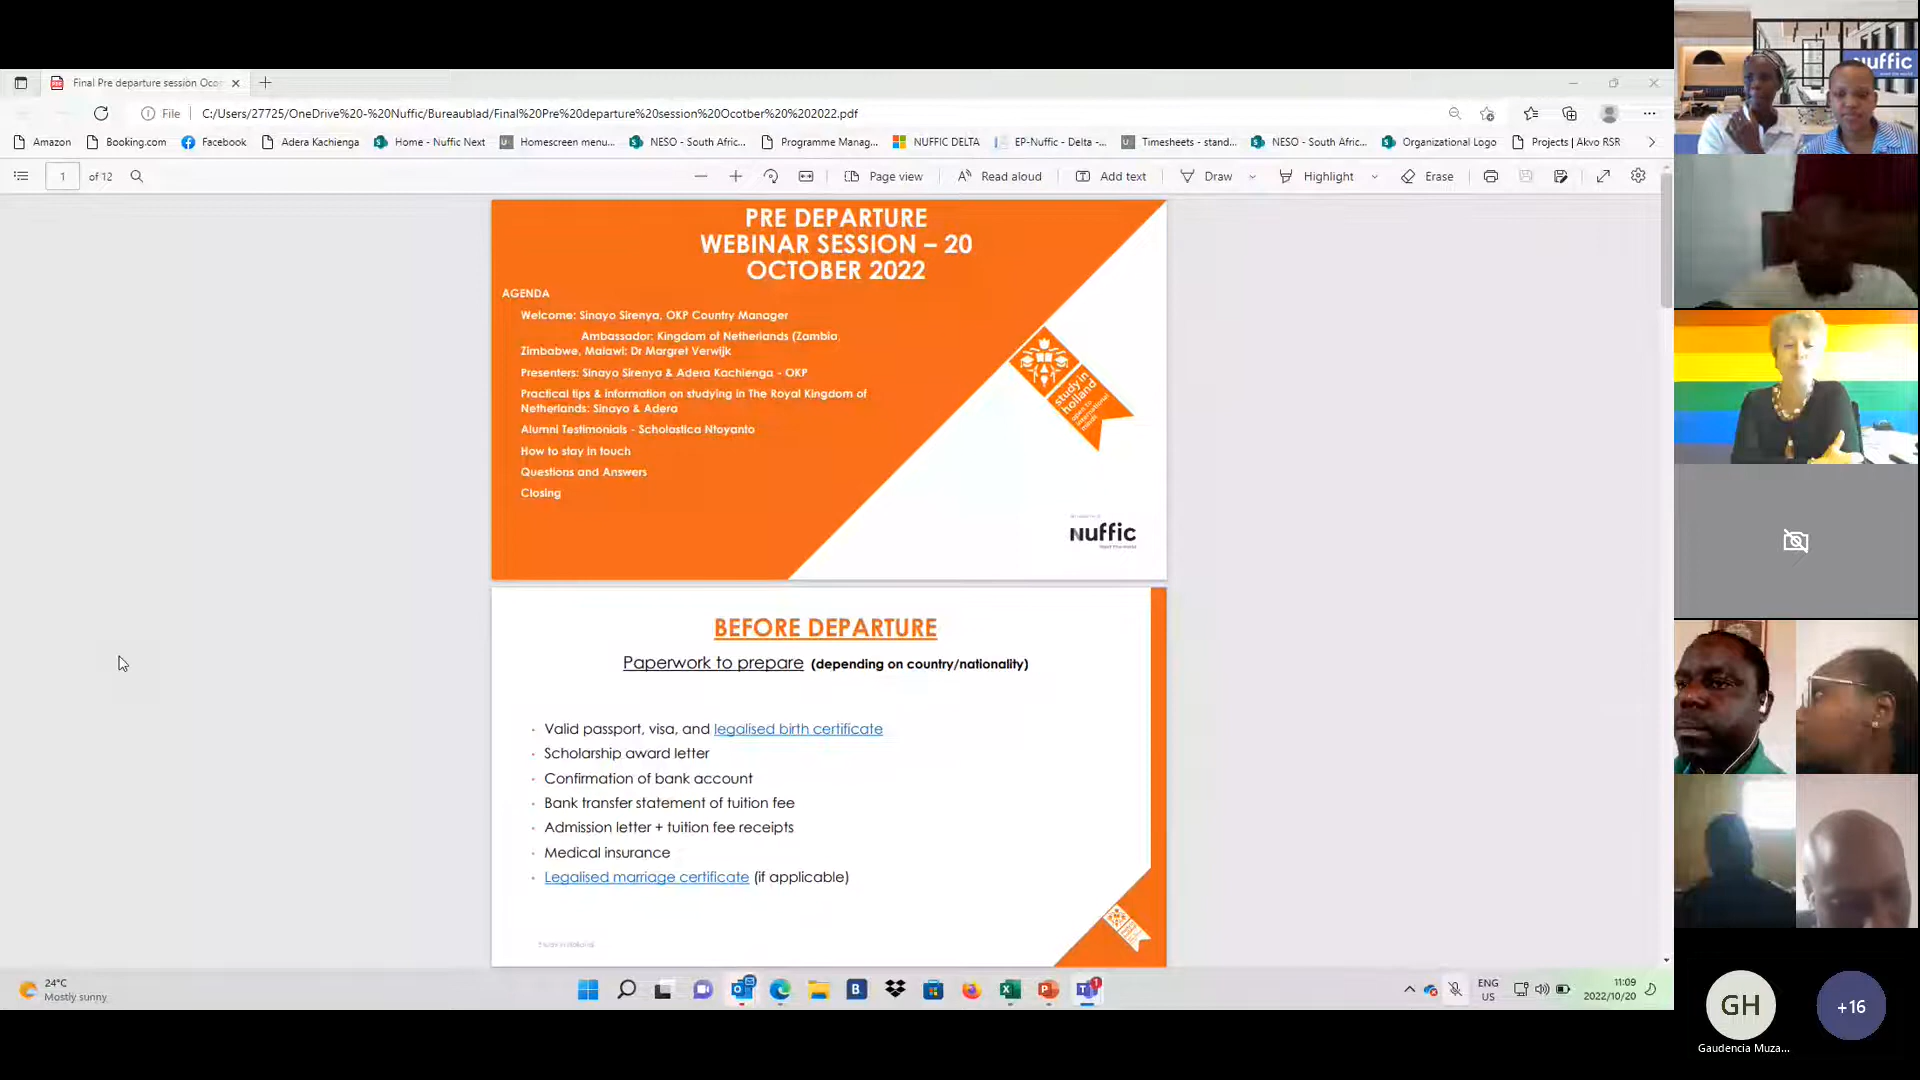 Final Pre departure session Oco
File
C:/Users/27725/OneDrive%20-%20Nuffic/Bureaublad/Final%20Pre%20departure%20session%20Ocotber%20%202022.pdf
Amazon
Booking.com
Facebook
Adera Kachienga
Home - Nuffic Next
Homescreen menu...
NESO - South Afric...
Programme Manag...
NUFFIC DELTA
EP-Nuffic - Delta -...
Timesheets - stand...
NESO - South Afric...
Organizational Logo
Projects | Akvo RSR
1 of 12
Page view
Read aloud
Add text
Draw
Highlight
Erase
PRE DEPARTURE
WEBINAR SESSION – 20
OCTOBER 2022
AGENDA
Welcome: Sinayo Sirenya, OKP Country Manager
Ambassador: Kingdom of Netherlands (Zambia,
Zimbabwe, Malawi: Dr Margret Verwijk
Presenters: Sinayo Sirenya & Adera Kachienga - OKP
Practical tips & information on studying in The Royal Kingdom of
Netherlands: Sinayo & Adera
Alumni Testimonials - Scholastica Ntoyanto
How to stay in touch
Questions and Answers
Closing
study in
holland
open to
international
minds
Nuffic
BEFORE DEPARTURE
Paperwork to prepare (depending on country/nationality)
· Valid passport, visa, and legalised birth certificate
· Scholarship award letter
· Confirmation of bank account
· Bank transfer statement of tuition fee
· Admission letter + tuition fee receipts
· Medical insurance
· Legalised marriage certificate (if applicable)
24°C
Mostly sunny
ENG
US
11:09
2022/10/20
nuffic
GH
Gaudencia Muza...
+16